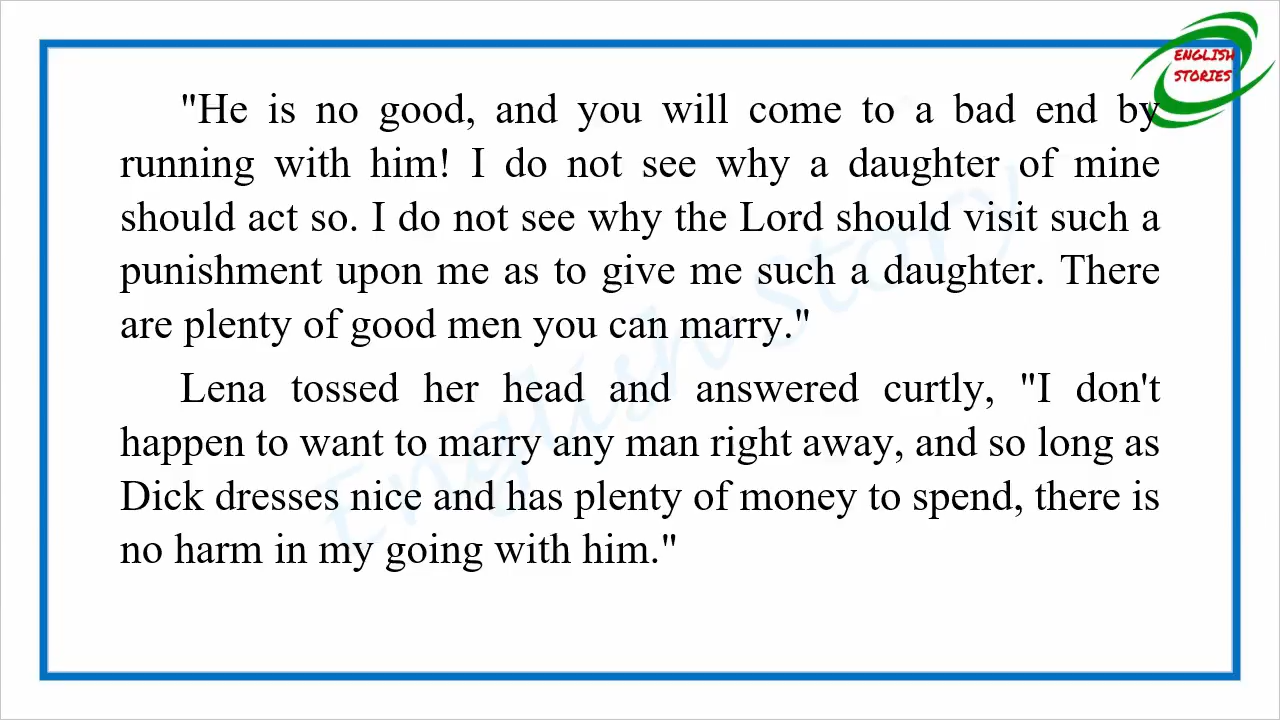 ENGLISH
STORIES
"He is no good, and you will come to a bad end by
running with him! I do not see why a daughter of mine
should act so. I do not see why the Lord should visit such a
punishment upon me as to give me such a daughter. There
are plenty of good men you can marry."
Lena tossed her head and answered curtly, "I don't
happen to want to marry any man right away, and so long as
Dick dresses nice and has plenty of money to spend, there is
no harm in my going with him."
English Story